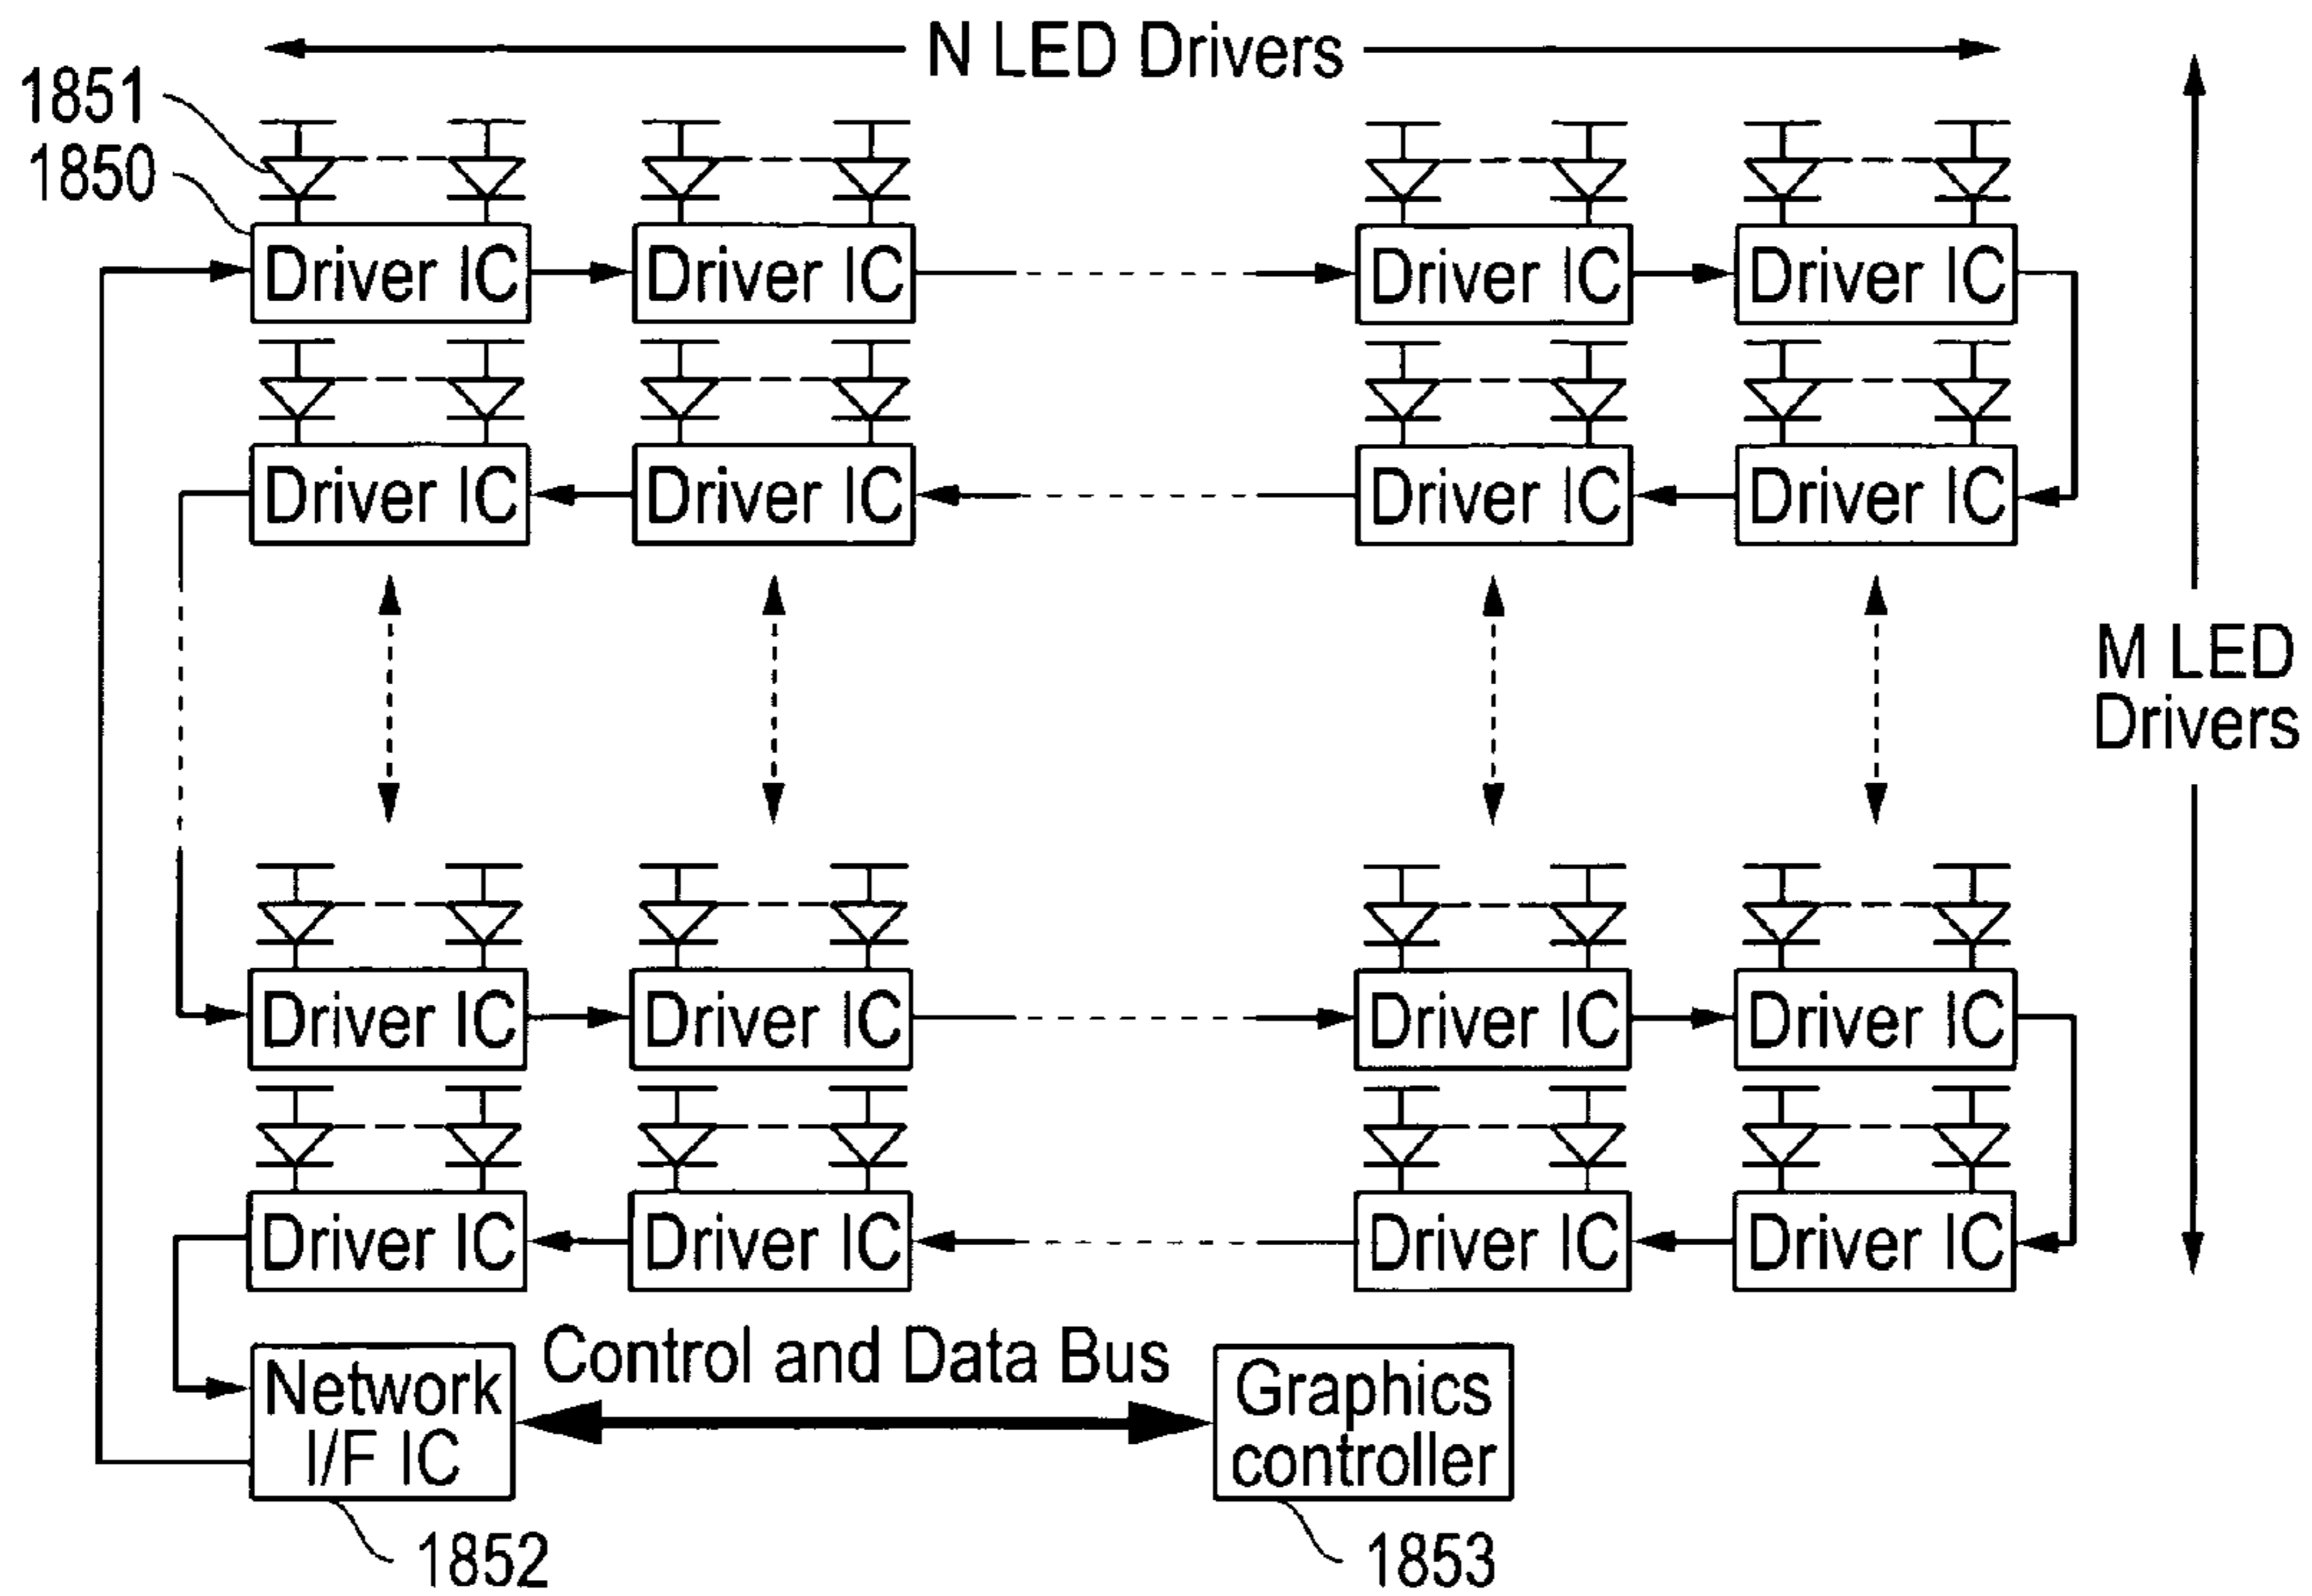 N LED Drivers
1851
1850
Driver IC
Driver IC
Driver IC
Driver IC
Driver IC
Driver IC
Driver IC
Driver IC
M LED
Drivers
Driver IC
Driver IC
Driver IC
Driver IC
Driver IC
Driver IC
Driver IC
Driver IC
Network
I/F IC
Control and Data Bus
Graphics
controller
1852
1853